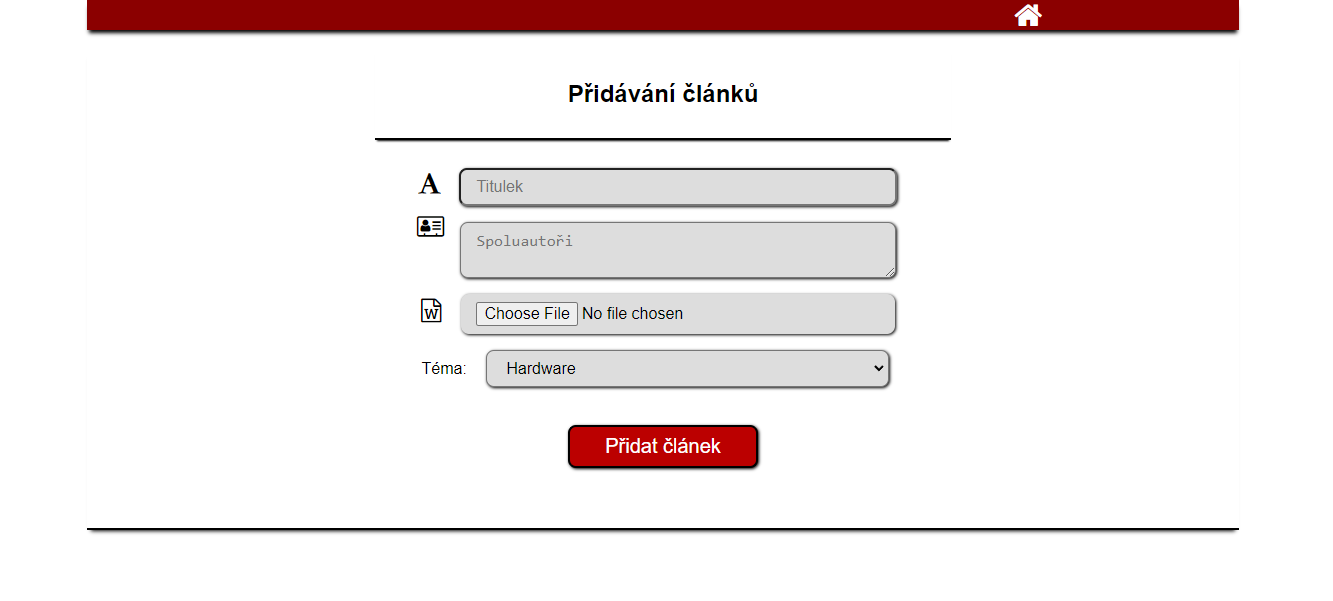 Přidávání článků
A
Titulek
Spoluautoři
W
Choose File No file chosen
Téma: Hardware
Přidat článek